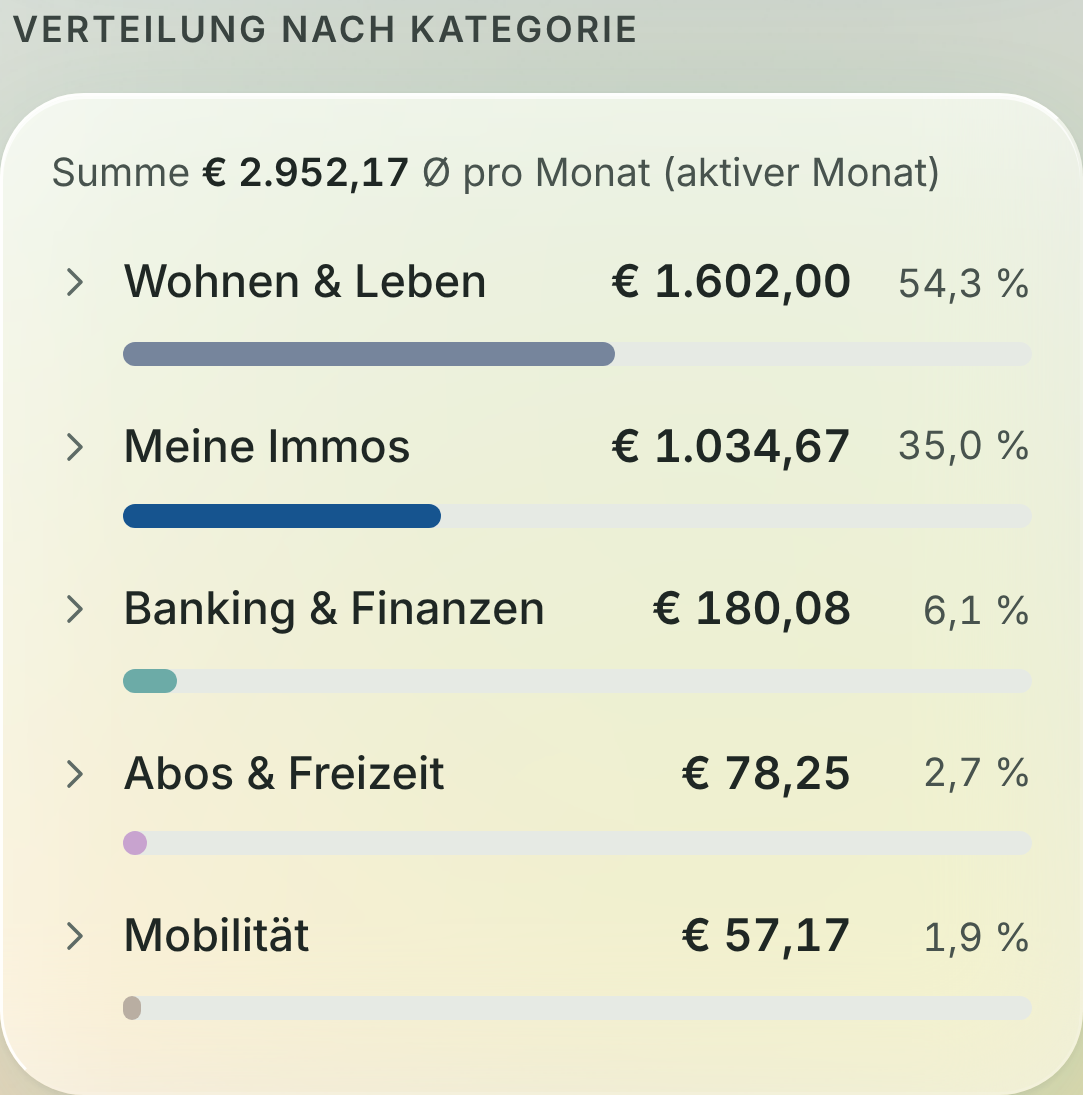 VERTEILUNG NACH KATEGORIE
Summe € 2.952,17 Ø pro Monat (aktiver Monat)
Wohnen & Leben € 1.602,00 54,3 %
Meine Immos € 1.034,67 35,0 %
Banking & Finanzen € 180,08 6,1 %
Abos & Freizeit € 78,25 2,7 %
Mobilität € 57,17 1,9 %